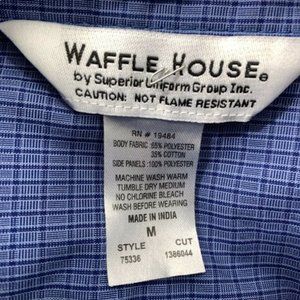 WAFFLE HOUSE®
by Superior Uniform Group Inc.
CAUTION: NOT FLAME RESISTANT
RN # 19484
BODY FABRIC: 65% POLYESTER
35% COTTON
SIDE PANELS: 100% POLYESTER
MACHINE WASH WARM
TUMBLE DRY MEDIUM
NO CHLORINE BLEACH
WASH BEFORE WEARING
MADE IN INDIA
M
STYLE CUT
75336 1386044